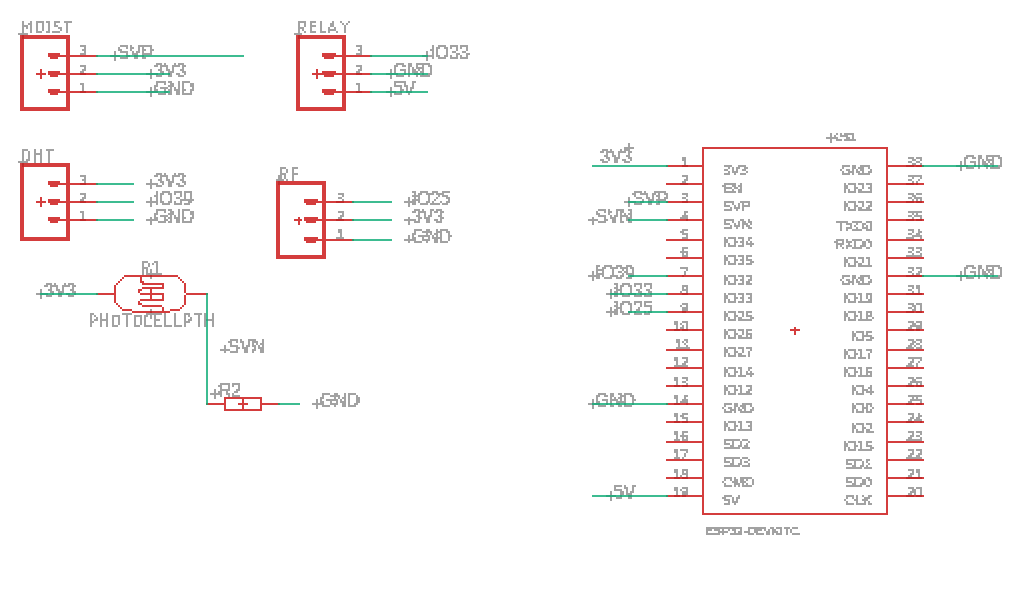 MOIST
3 SVP
2 3V3
1 GND
RELAY
3 IO33
2 GND
1 5V
DHT
3 3V3
2 IO39
1 GND
RF
3 IO25
2 3V3
1 GND
R1
3V3
PHOTOCELLPTH
SVN
R2
GND
3V3 1 3V3
2 EN
SVP 3 SVP
SVN 4 SVN
5 IO34
6 IO35
IO39 7 IO32
IO33 8 IO33
IO25 9 IO25
10 IO26
11 IO27
12 IO14
13 IO12
GND 14 GND
15 IO13
16 SD2
17 SD3
18 CMD
5V 19 5V
GND 38 GND
IO23 37
IO22 36
TXD0 35
RXD0 34
IO21 33
GND 32 GND
IO19 31
IO18 30
IO5 29
IO17 28
IO16 27
IO4 26
IO0 25
IO2 24
IO15 23
SD1 22
SD0 21
CLK 20
ESP32-DEVKITC